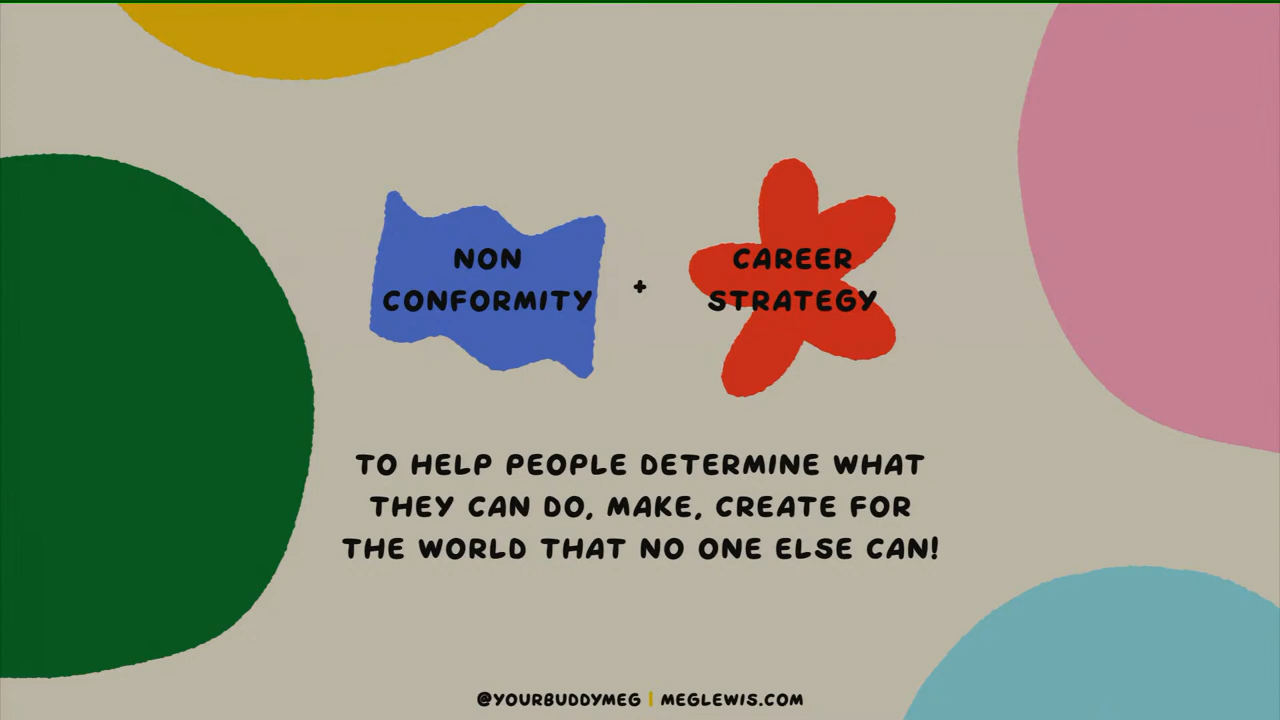 NON
CONFORMITY
+
CAREER
STRATEGY
TO HELP PEOPLE DETERMINE WHAT
THEY CAN DO, MAKE, CREATE FOR
THE WORLD THAT NO ONE ELSE CAN!
@YOURBUDDYMEG | MEGLEWIS.COM